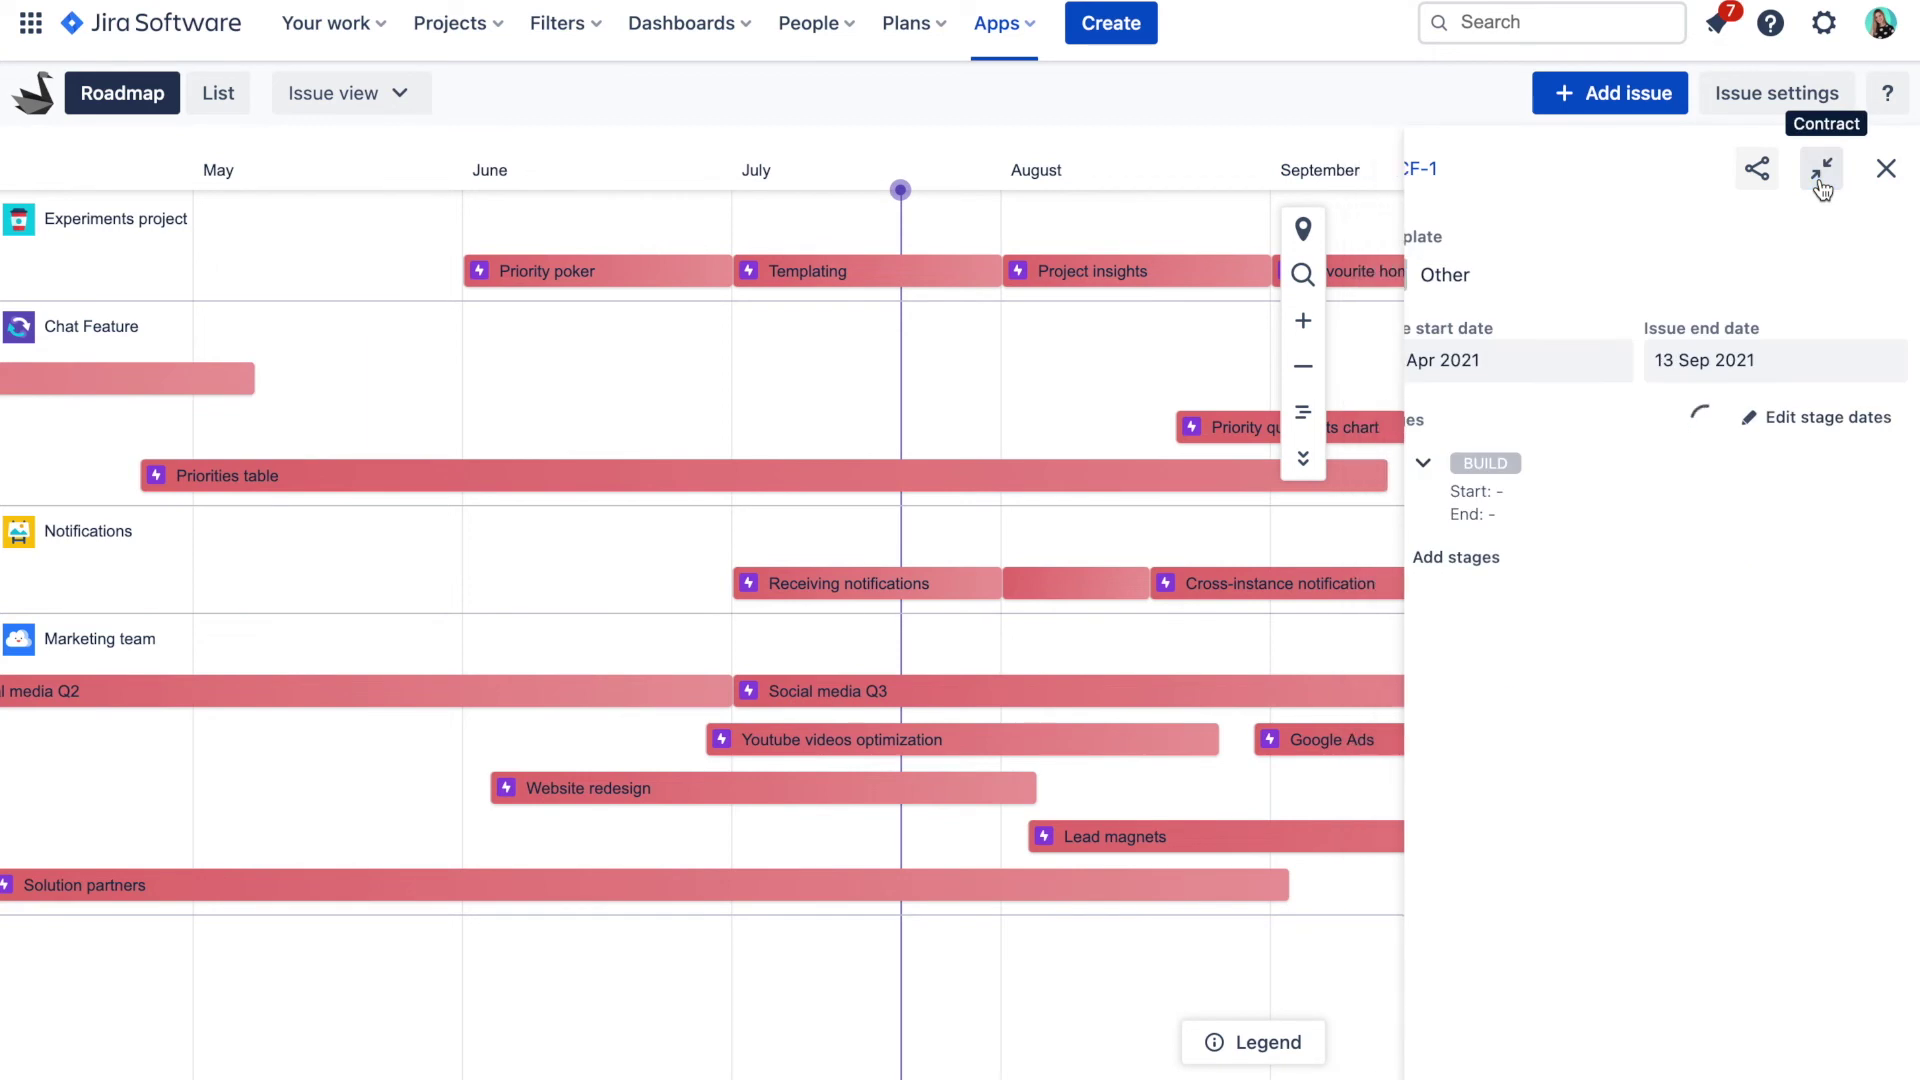 Jira Software Your work Projects Filters Dashboards People Plans Apps Create Search 7
Roadmap List Issue view + Add issue Issue settings ?
Contract
May June July August September
CF-1
Experiments project
plate
Priority poker Templating Project insights vourite hon
Other
Chat Feature
e start date Issue end date
Apr 2021 13 Sep 2021
Priority qu ts chart
es Edit stage dates
Priorities table
BUILD
Start: -
End: -
Notifications
Add stages
Receiving notifications Cross-instance notification
Marketing team
l media Q2 Social media Q3
Youtube videos optimization Google Ads
Website redesign
Lead magnets
Solution partners
Legend